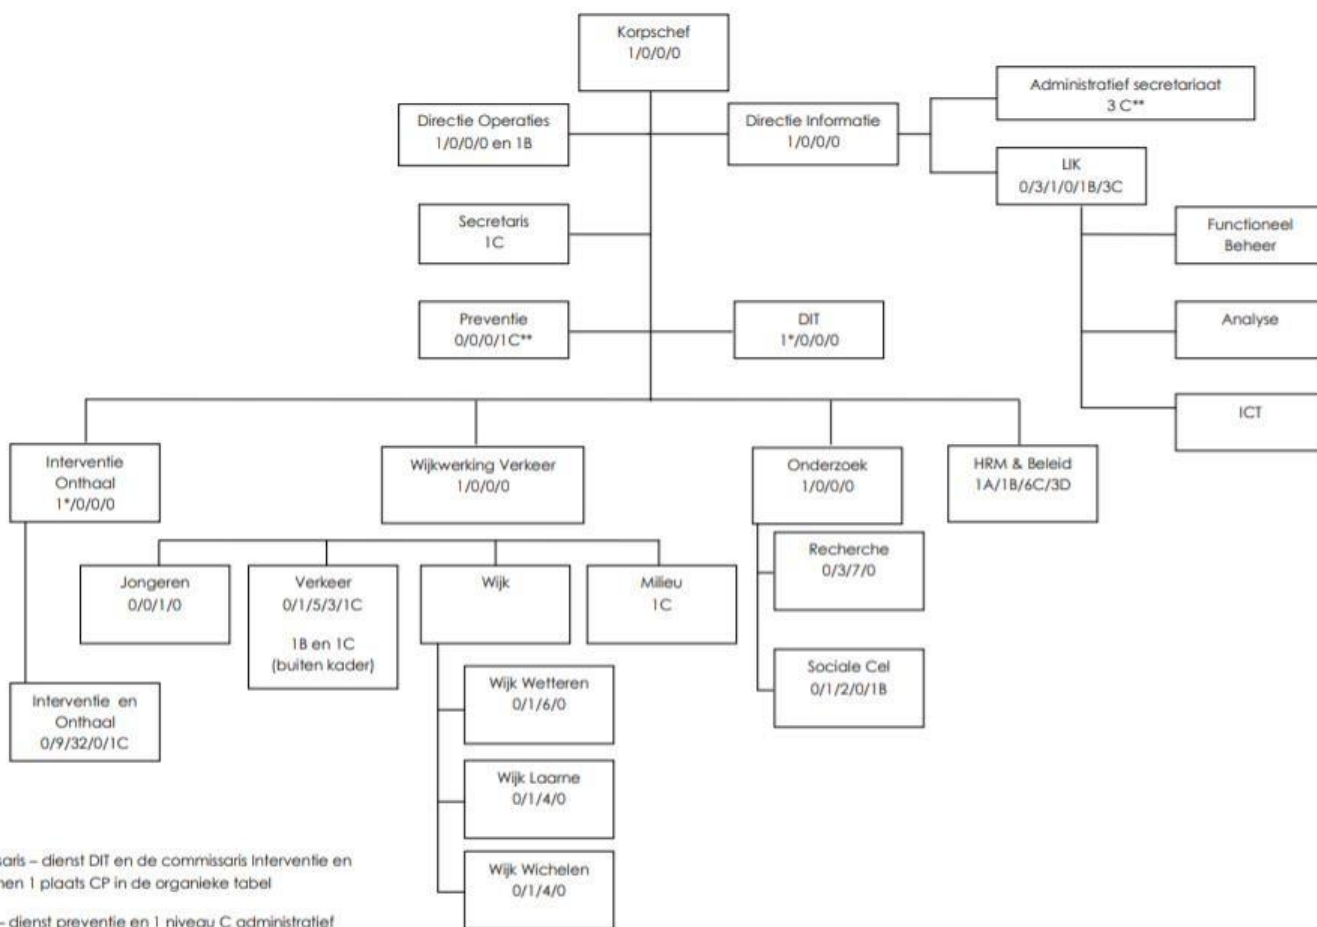 Korpschef
1/0/0/0
Directie Operaties
1/0/0/0 en 1B
Directie Informatie
1/0/0/0
Administratief secretariaat
3 C**
LIK
0/3/1/0/1B/3C
Secretaris
1C
Functioneel
Beheer
Preventie
0/0/0/1C**
DIT
1*/0/0/0
Analyse
ICT
Interventie
Onthaal
1*/0/0/0
Wijkwerking Verkeer
1/0/0/0
Onderzoek
1/0/0/0
HRM & Beleid
1A/1B/6C/3D
Jongeren
0/0/1/0
Verkeer
0/1/5/3/1C
1B en 1C
(buiten kader)
Wijk
Milieu
1C
Recherche
0/3/7/0
Sociale Cel
0/1/2/0/1B
Interventie en
Onthaal
0/9/32/0/1C
Wijk Wetteren
0/1/6/0
Wijk Laarne
0/1/4/0
Wijk Wichelen
0/1/4/0
saris – dienst DIT en de commissaris Interventie en
nen 1 plaats CP in de organieke tabel
– dienst preventie en 1 niveau C administratief